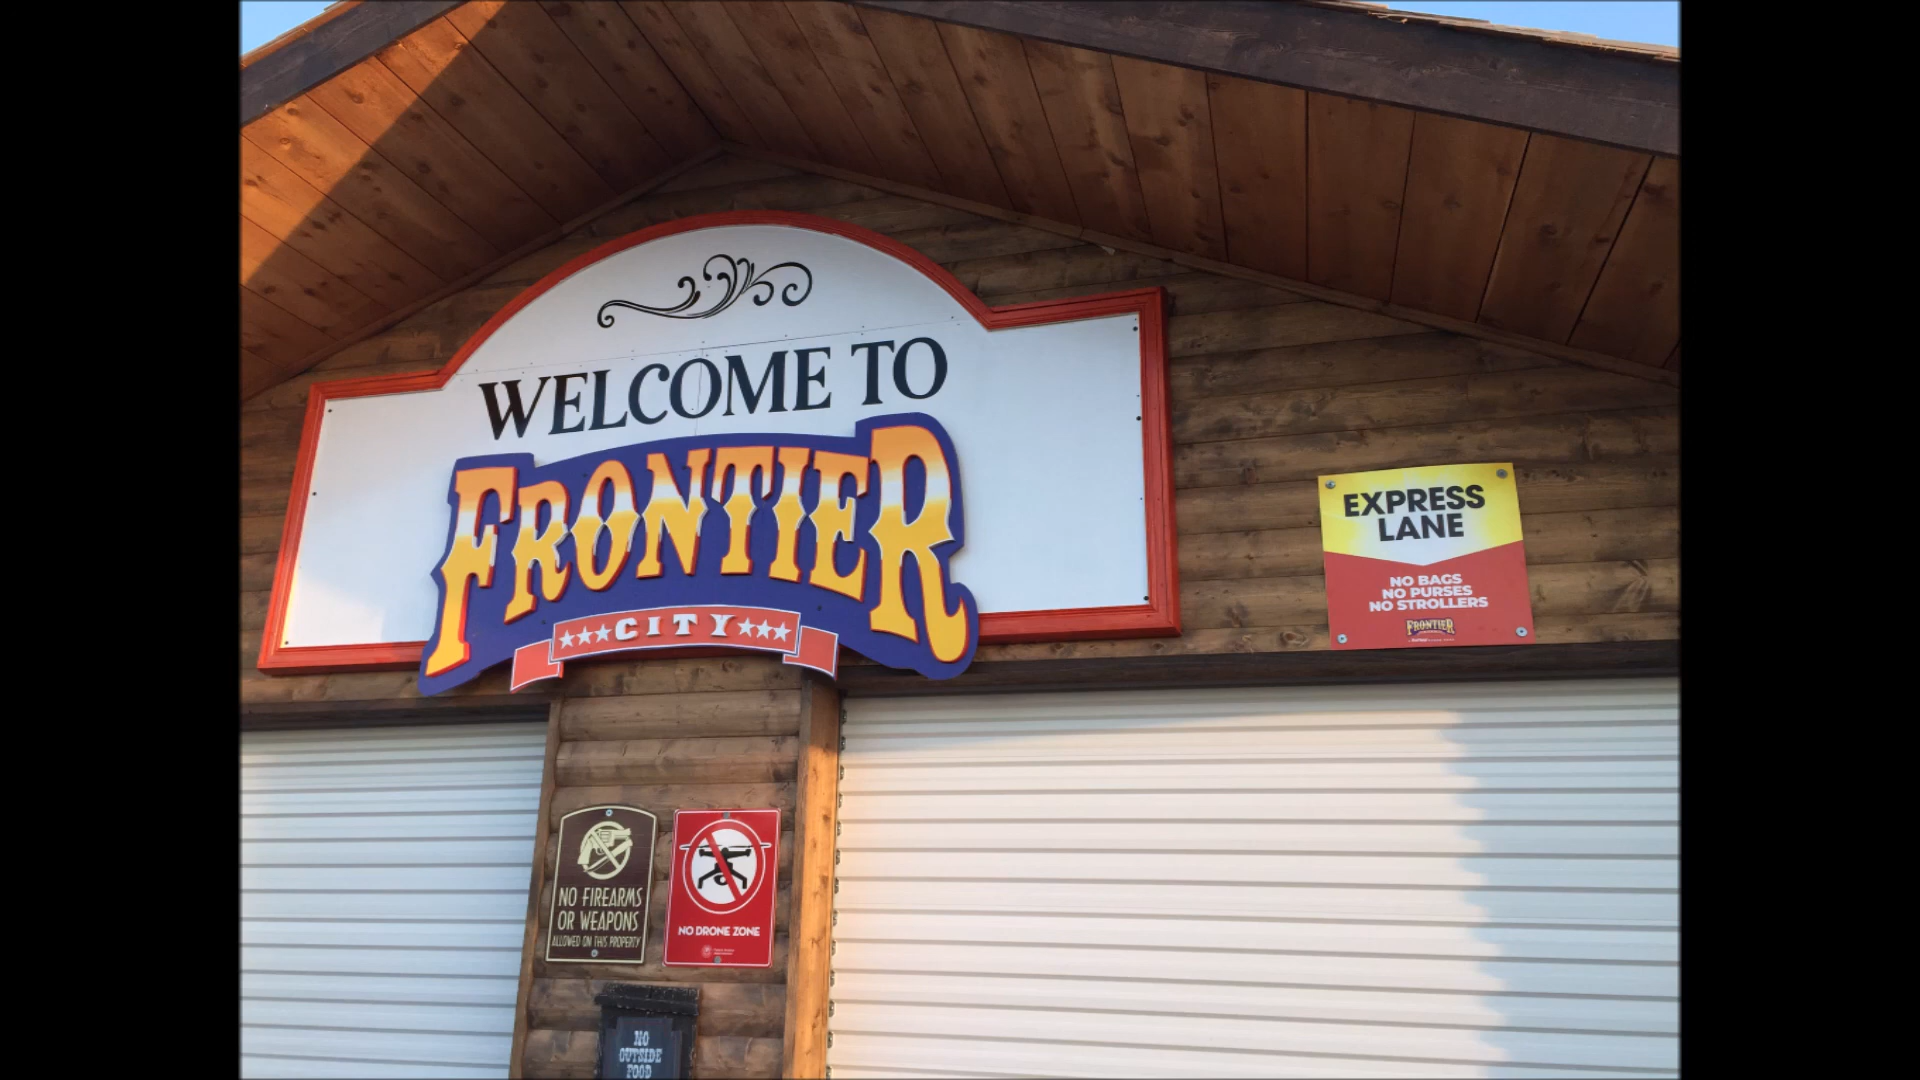 WELCOME TO
FRONTIER
CITY
EXPRESS
LANE
NO BAGS
NO PURSES
NO STROLLERS
FRONTIER
NO FIREARMS
OR WEAPONS
ALLOWED ON THIS PROPERTY
NO DRONE ZONE
NO
OUTSIDE
FOOD